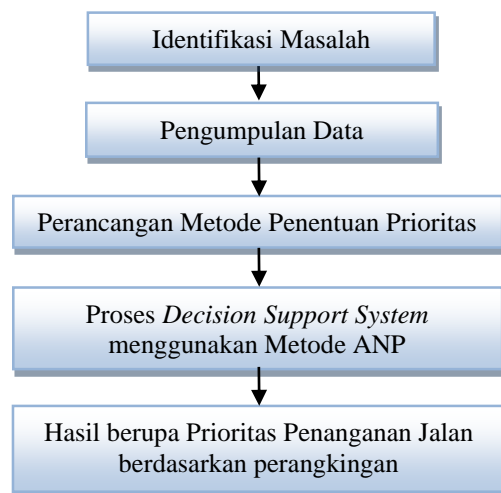 Identifikasi Masalah
Pengumpulan Data
Perancangan Metode Penentuan Prioritas
Proses Decision Support System
menggunakan Metode ANP
Hasil berupa Prioritas Penanganan Jalan
berdasarkan perangkingan